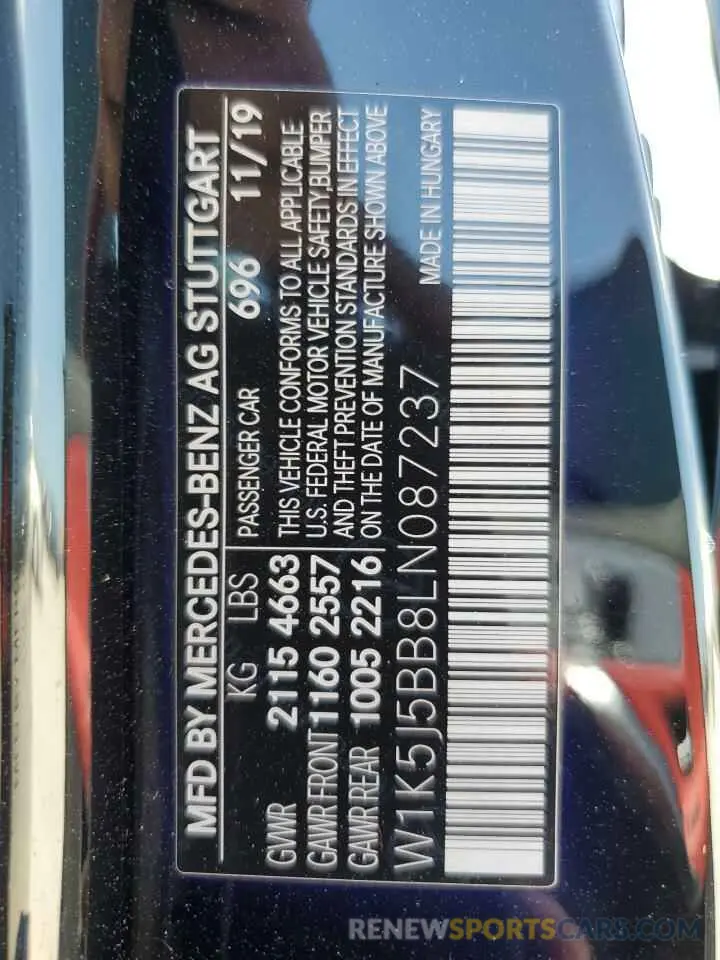 MFD BY MERCEDES-BENZ AG STUTTGART
KG LBS
GWR 2115 4663
GAWR FRONT 1160 2557
GAWR REAR 1005 2216
PASSENGER CAR 696 11/19
THIS VEHICLE CONFORMS TO ALL APPLICABLE
U.S. FEDERAL MOTOR VEHICLE SAFETY,BUMPER
AND THEFT PREVENTION STANDARDS IN EFFECT
ON THE DATE OF MANUFACTURE SHOWN ABOVE
MADE IN HUNGARY
W1K5J5BB8LN087237
RENEWSPORTSCARS.COM